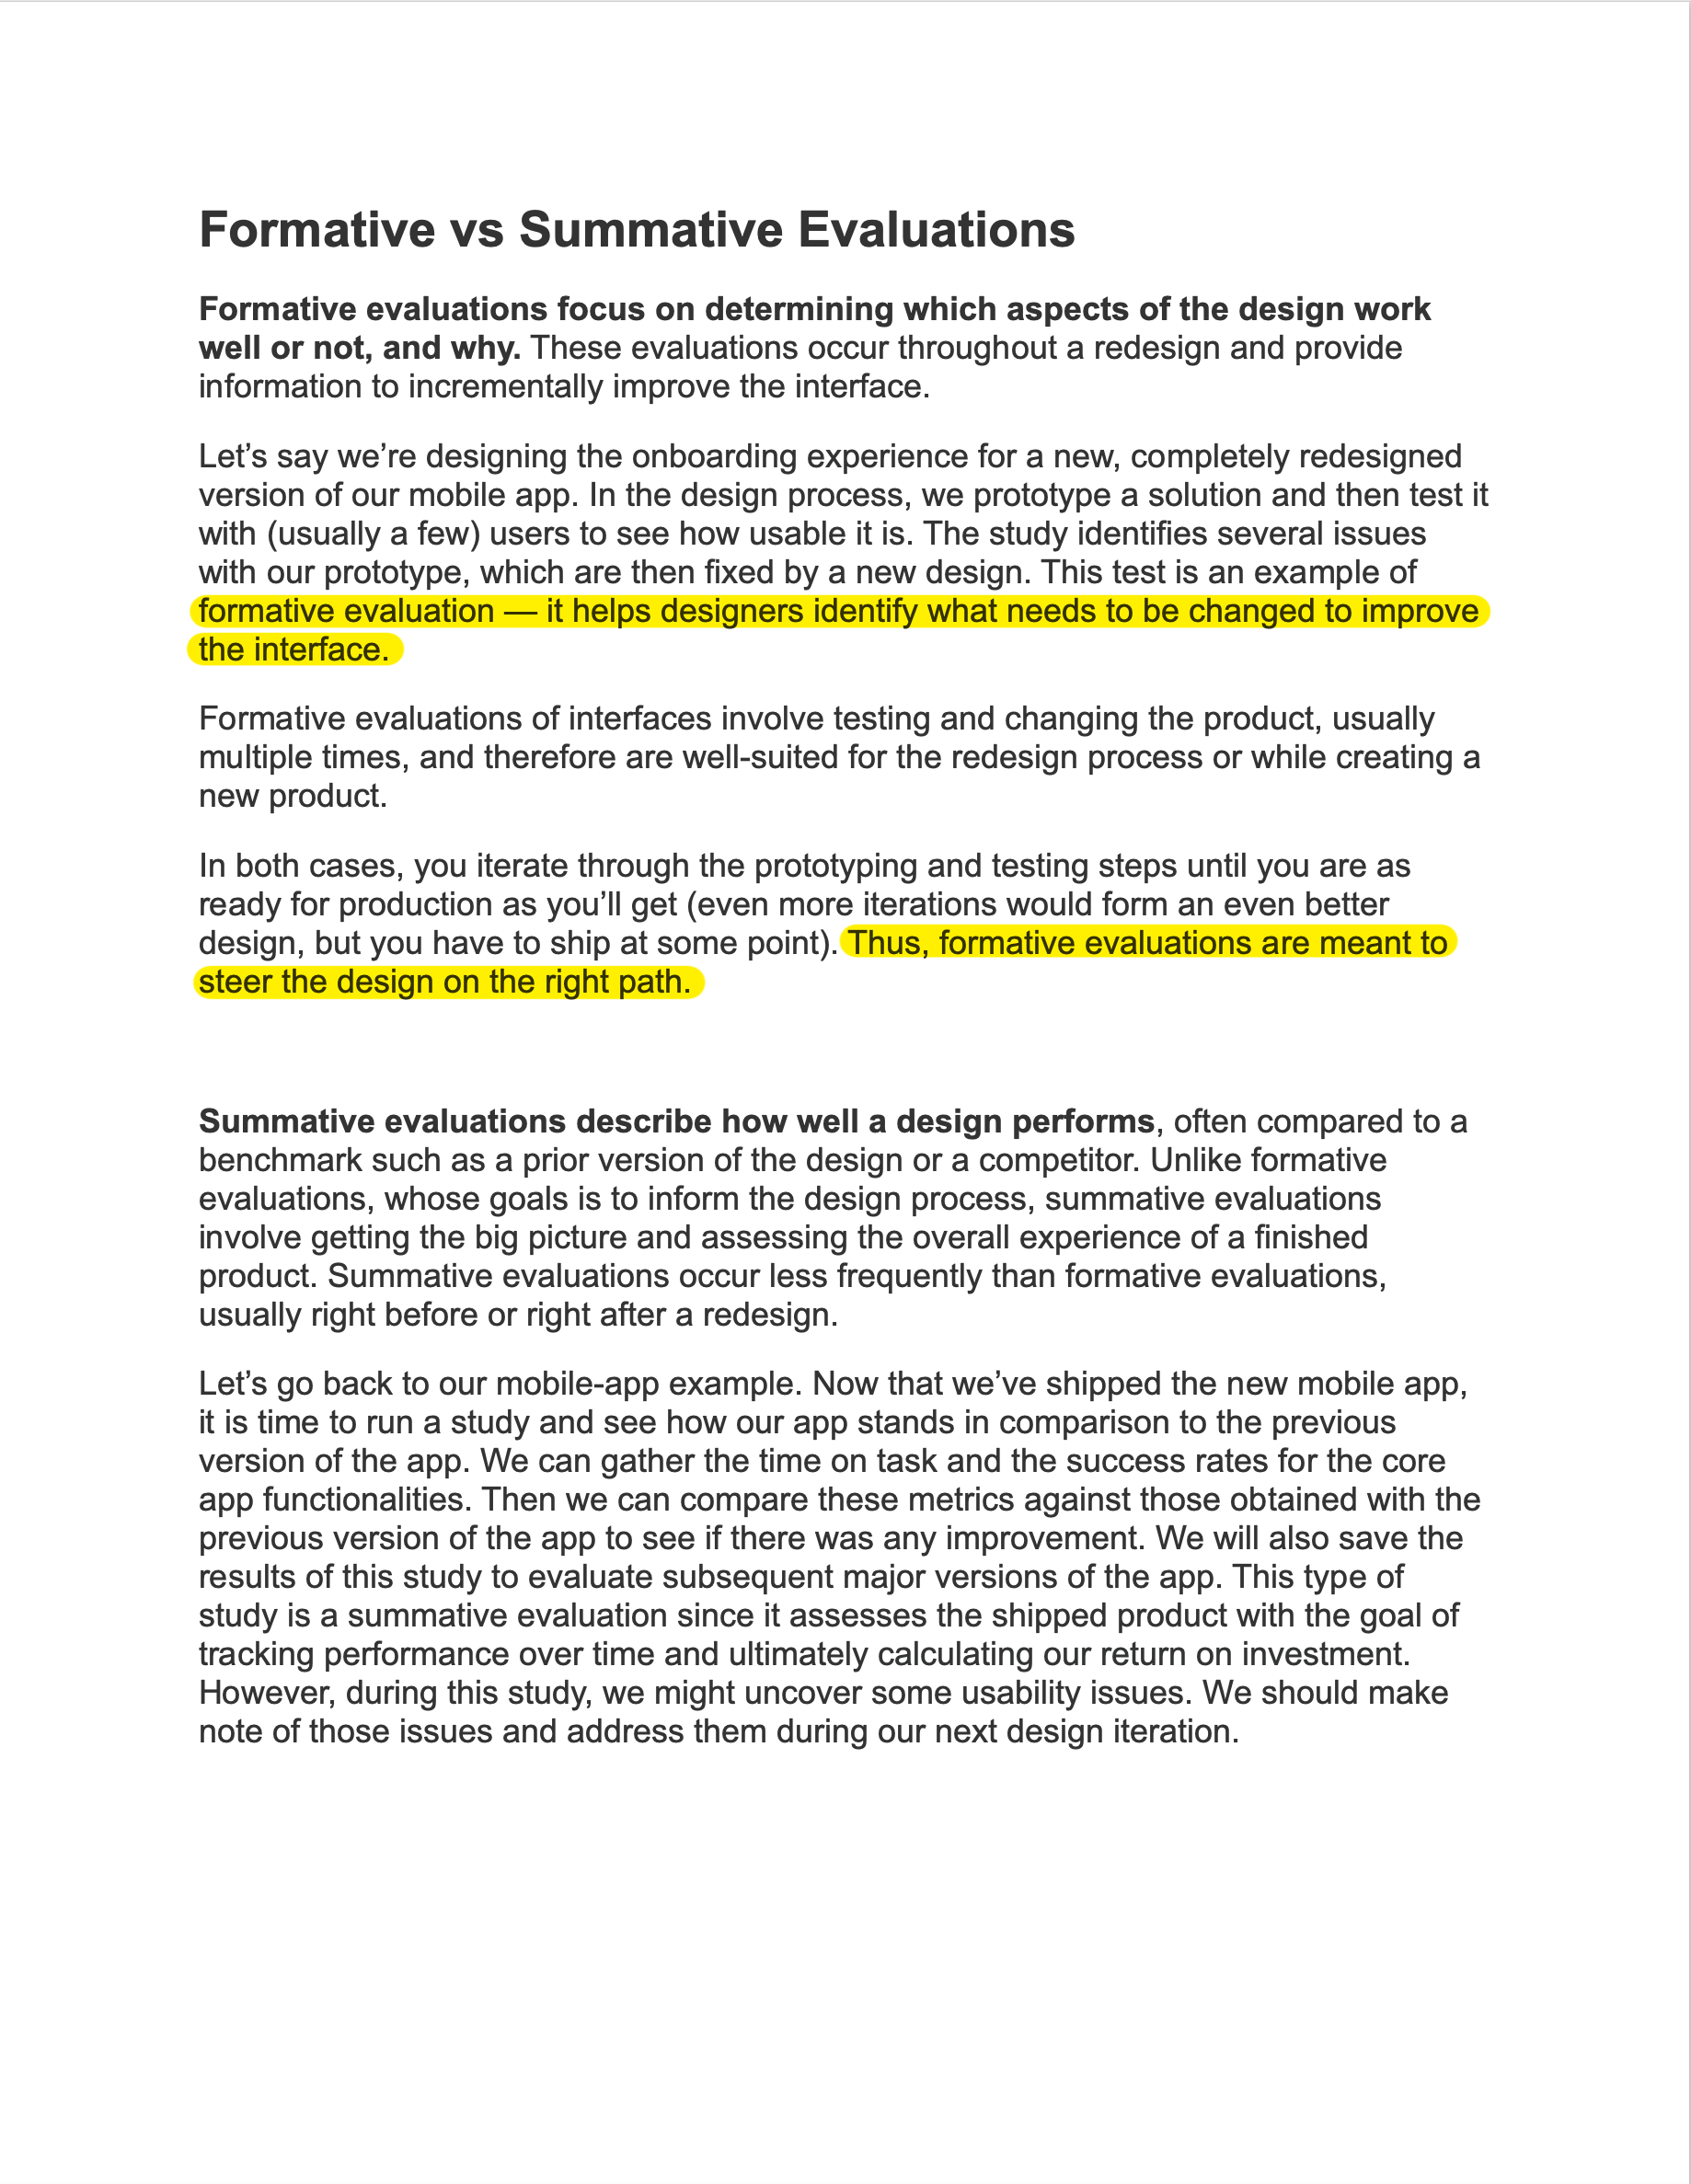 Formative vs Summative Evaluations
Formative evaluations focus on determining which aspects of the design work
well or not, and why. These evaluations occur throughout a redesign and provide
information to incrementally improve the interface.
Let’s say we’re designing the onboarding experience for a new, completely redesigned
version of our mobile app. In the design process, we prototype a solution and then test it
with (usually a few) users to see how usable it is. The study identifies several issues
with our prototype, which are then fixed by a new design. This test is an example of
formative evaluation — it helps designers identify what needs to be changed to improve
the interface.
Formative evaluations of interfaces involve testing and changing the product, usually
multiple times, and therefore are well-suited for the redesign process or while creating a
new product.
In both cases, you iterate through the prototyping and testing steps until you are as
ready for production as you’ll get (even more iterations would form an even better
design, but you have to ship at some point). Thus, formative evaluations are meant to
steer the design on the right path.
Summative evaluations describe how well a design performs, often compared to a
benchmark such as a prior version of the design or a competitor. Unlike formative
evaluations, whose goals is to inform the design process, summative evaluations
involve getting the big picture and assessing the overall experience of a finished
product. Summative evaluations occur less frequently than formative evaluations,
usually right before or right after a redesign.
Let’s go back to our mobile-app example. Now that we’ve shipped the new mobile app,
it is time to run a study and see how our app stands in comparison to the previous
version of the app. We can gather the time on task and the success rates for the core
app functionalities. Then we can compare these metrics against those obtained with the
previous version of the app to see if there was any improvement. We will also save the
results of this study to evaluate subsequent major versions of the app. This type of
study is a summative evaluation since it assesses the shipped product with the goal of
tracking performance over time and ultimately calculating our return on investment.
However, during this study, we might uncover some usability issues. We should make
note of those issues and address them during our next design iteration.